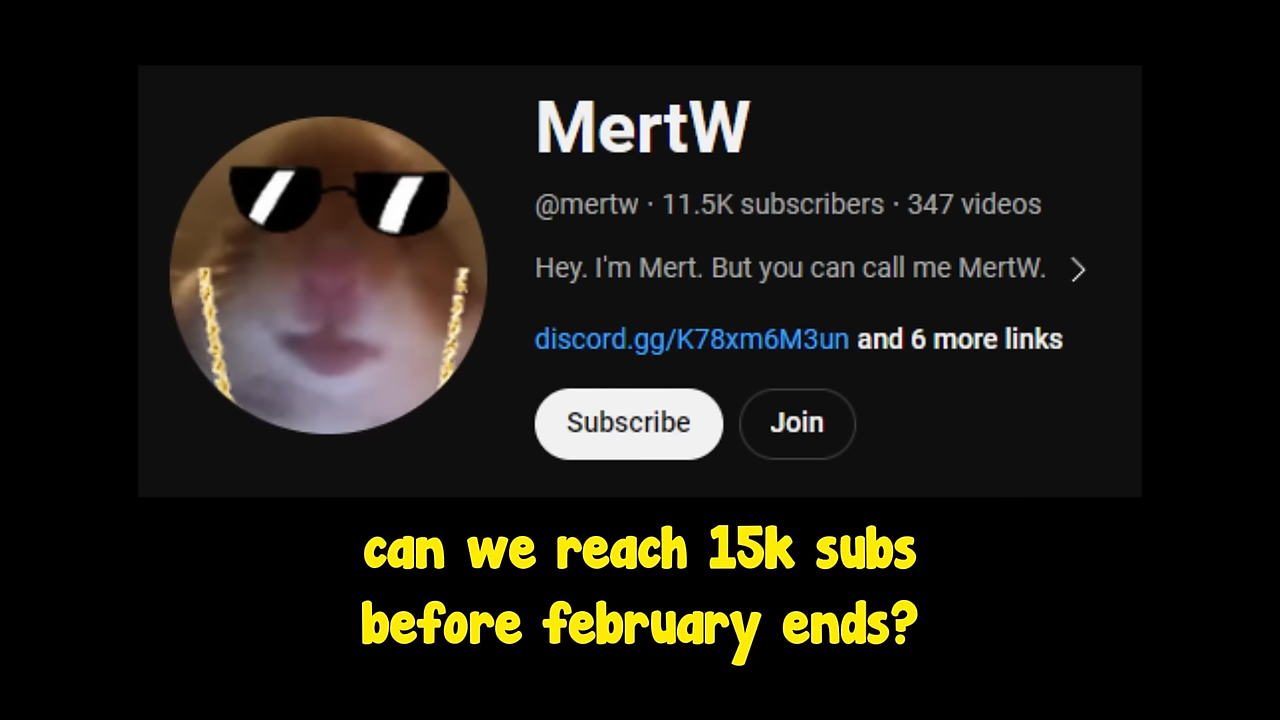 MertW
@mertw · 11.5K subscribers · 347 videos
Hey. I'm Mert. But you can call me MertW.
discord.gg/K78xm6M3un and 6 more links
Subscribe Join
can we reach 15k subs
before february ends?